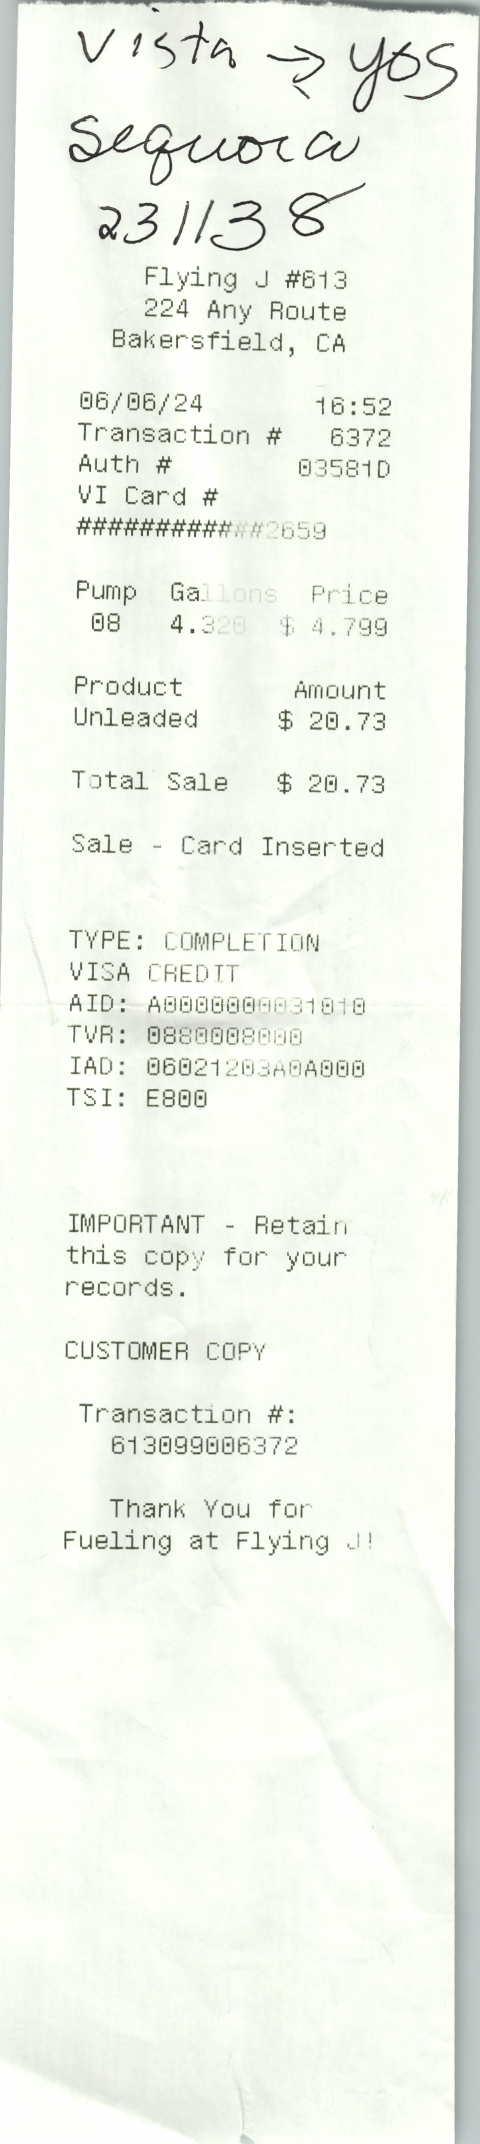 Vista → YOS
Sequoia
231138
Flying J #613
224 Any Route
Bakersfield, CA
06/06/24 16:52
Transaction # 6372
Auth # 03581D
VI Card #
############2659
Pump Gallons Price
08 4.320 $ 4.799
Product Amount
Unleaded $ 20.73
Total Sale $ 20.73
Sale - Card Inserted
TYPE: COMPLETION
VISA CREDIT
AID: A0000000031010
TVR: 0880008000
IAD: 06021203A0A000
TSI: E800
IMPORTANT - Retain
this copy for your
records.
CUSTOMER COPY
Transaction #:
613099006372
Thank You for
Fueling at Flying J!